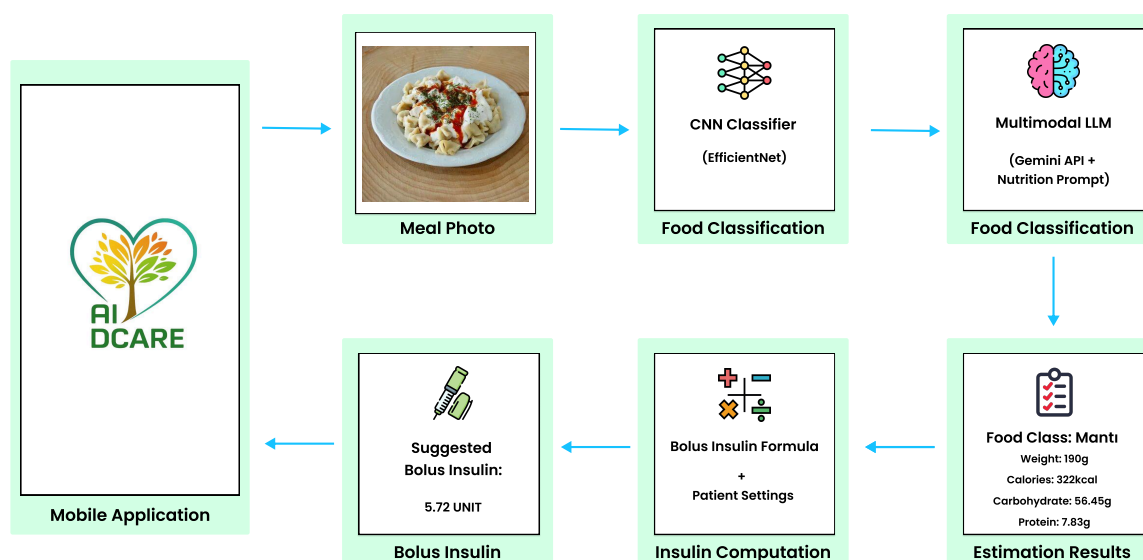 AI
DCARE
Mobile Application
Meal Photo
CNN Classifier
(EfficientNet)
Food Classification
Multimodal LLM
(Gemini API +
Nutrition Prompt)
Food Classification
Food Class: Mantı
Weight: 190g
Calories: 322kcal
Carbohydrate: 56.45g
Protein: 7.83g
Estimation Results
Bolus Insulin Formula
+
Patient Settings
Insulin Computation
Suggested
Bolus Insulin:
5.72 UNIT
Bolus Insulin